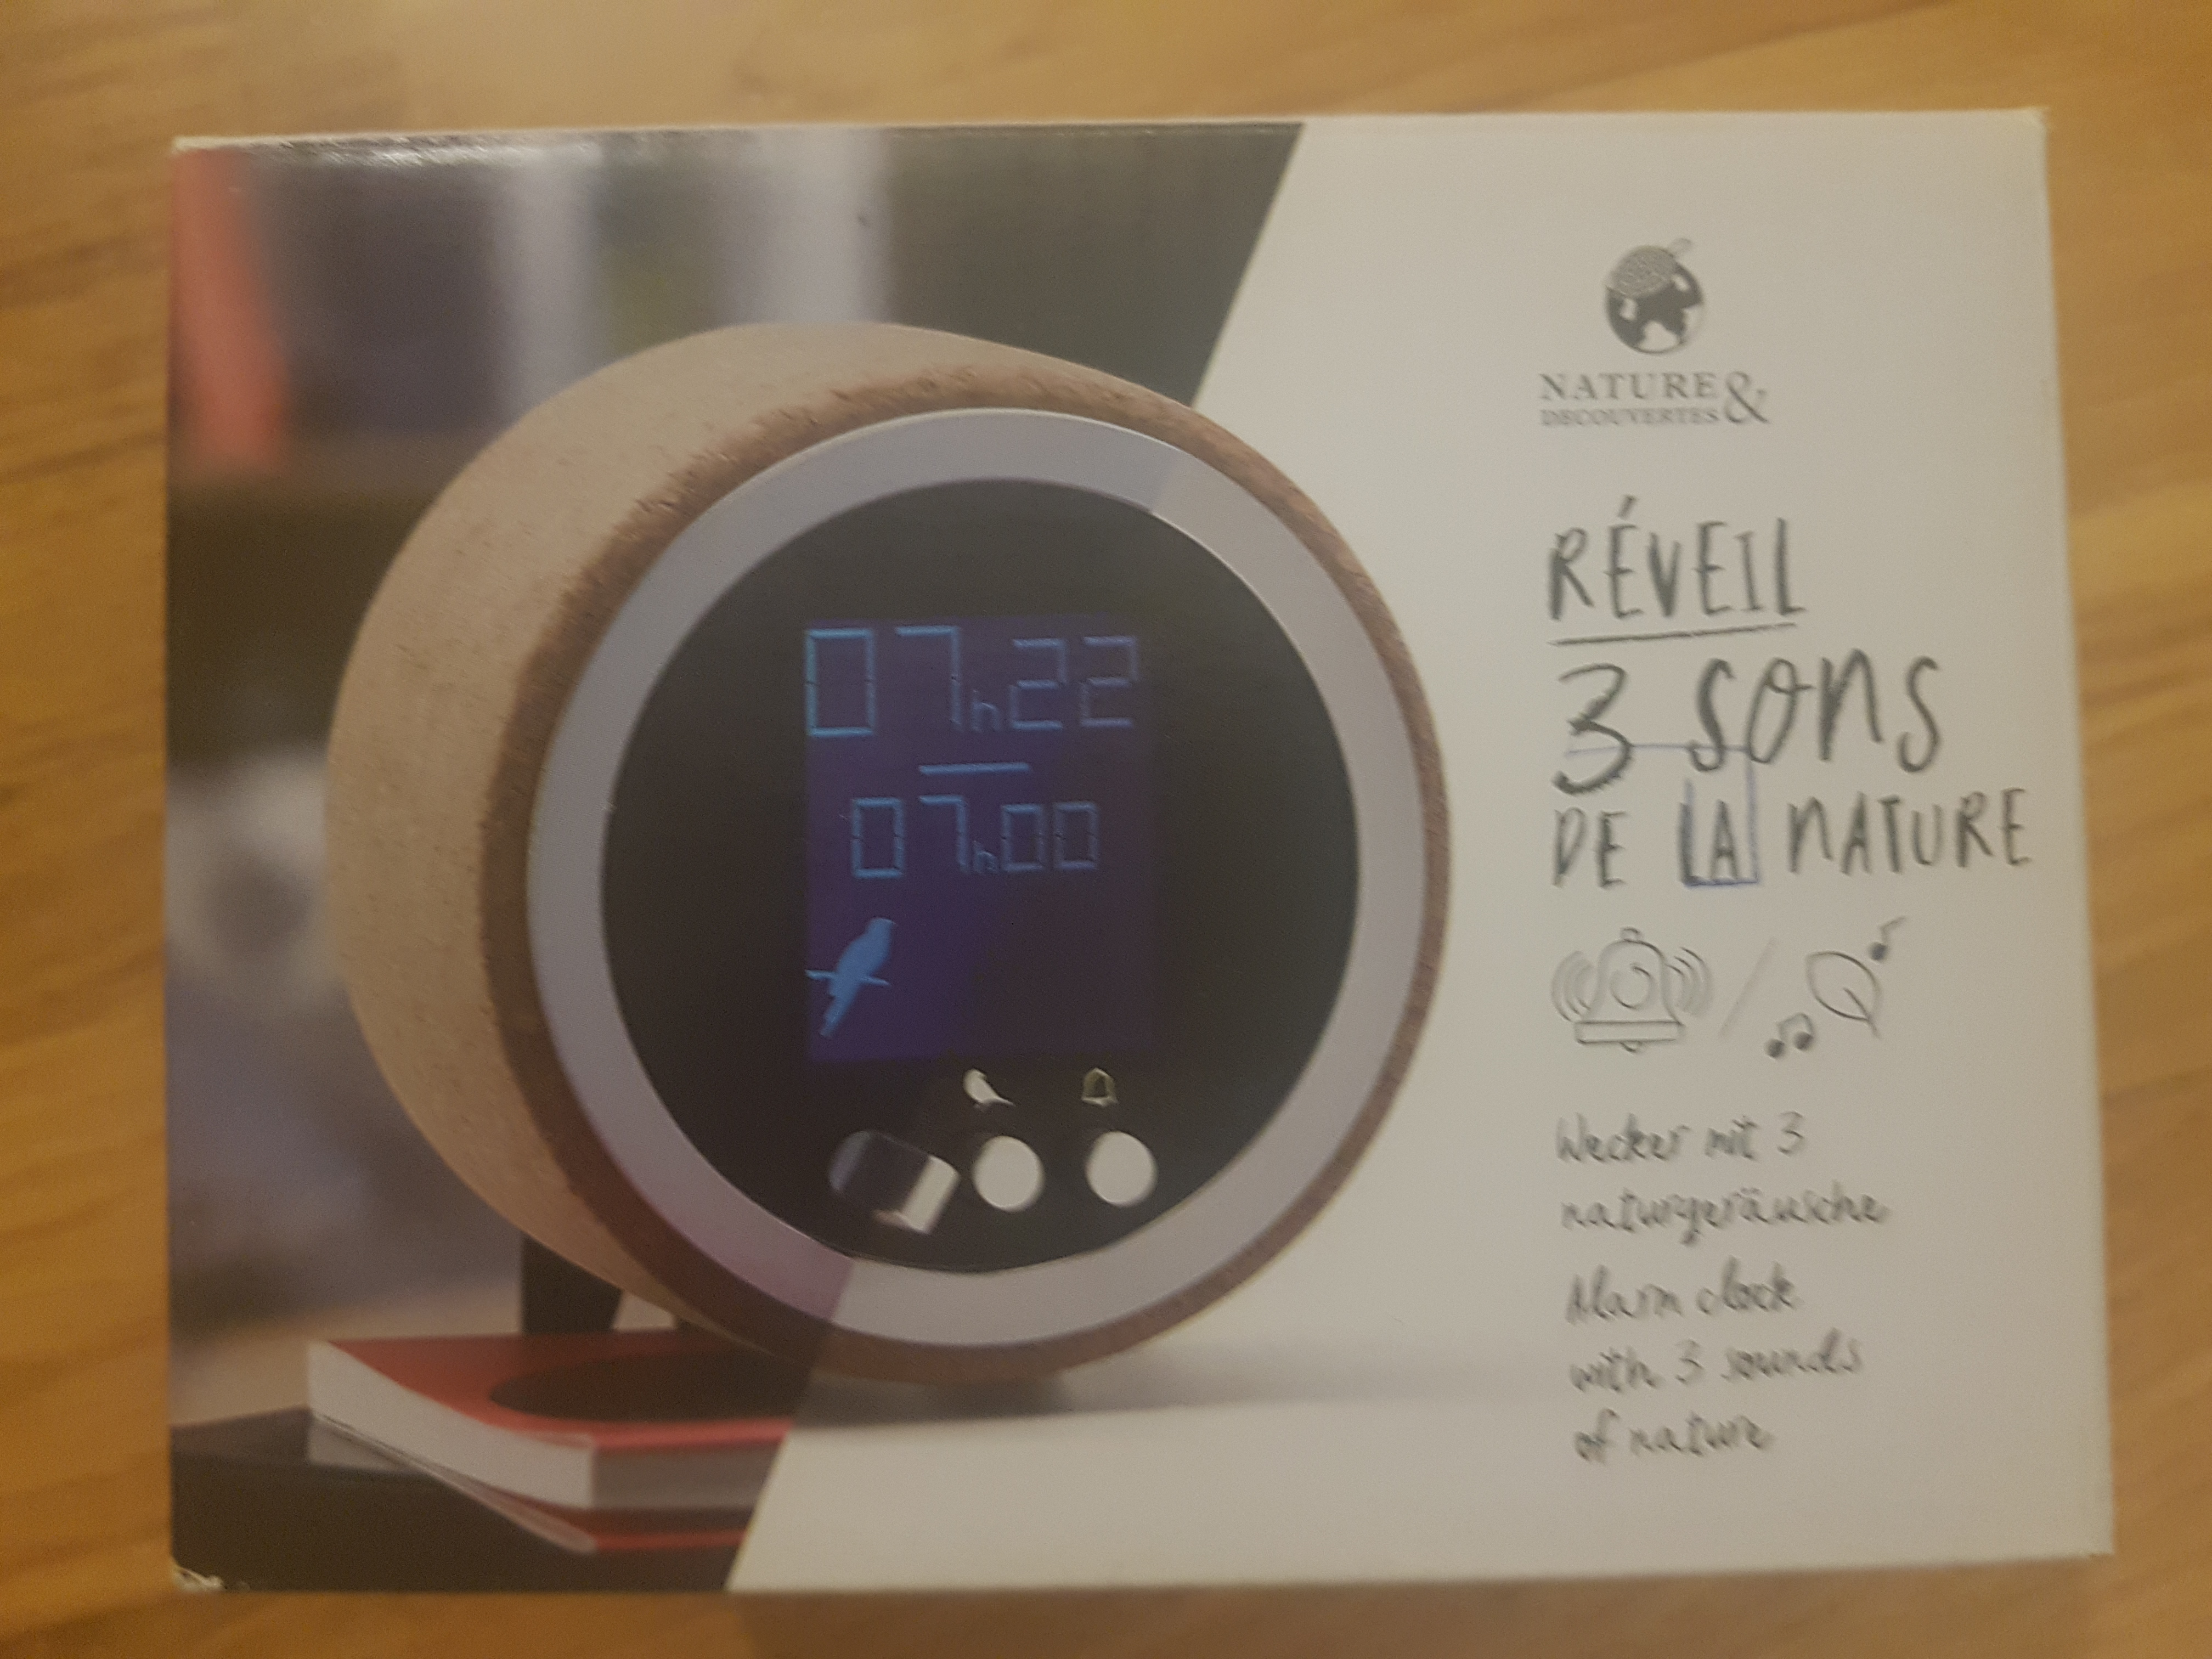 07h22
07h00
NATURE &
DECOUVERTES
RÉVEIL
3 sons
DE LA NATURE
Wecker mit 3
naturgeräusche
Alarm clock
with 3 sounds
of nature